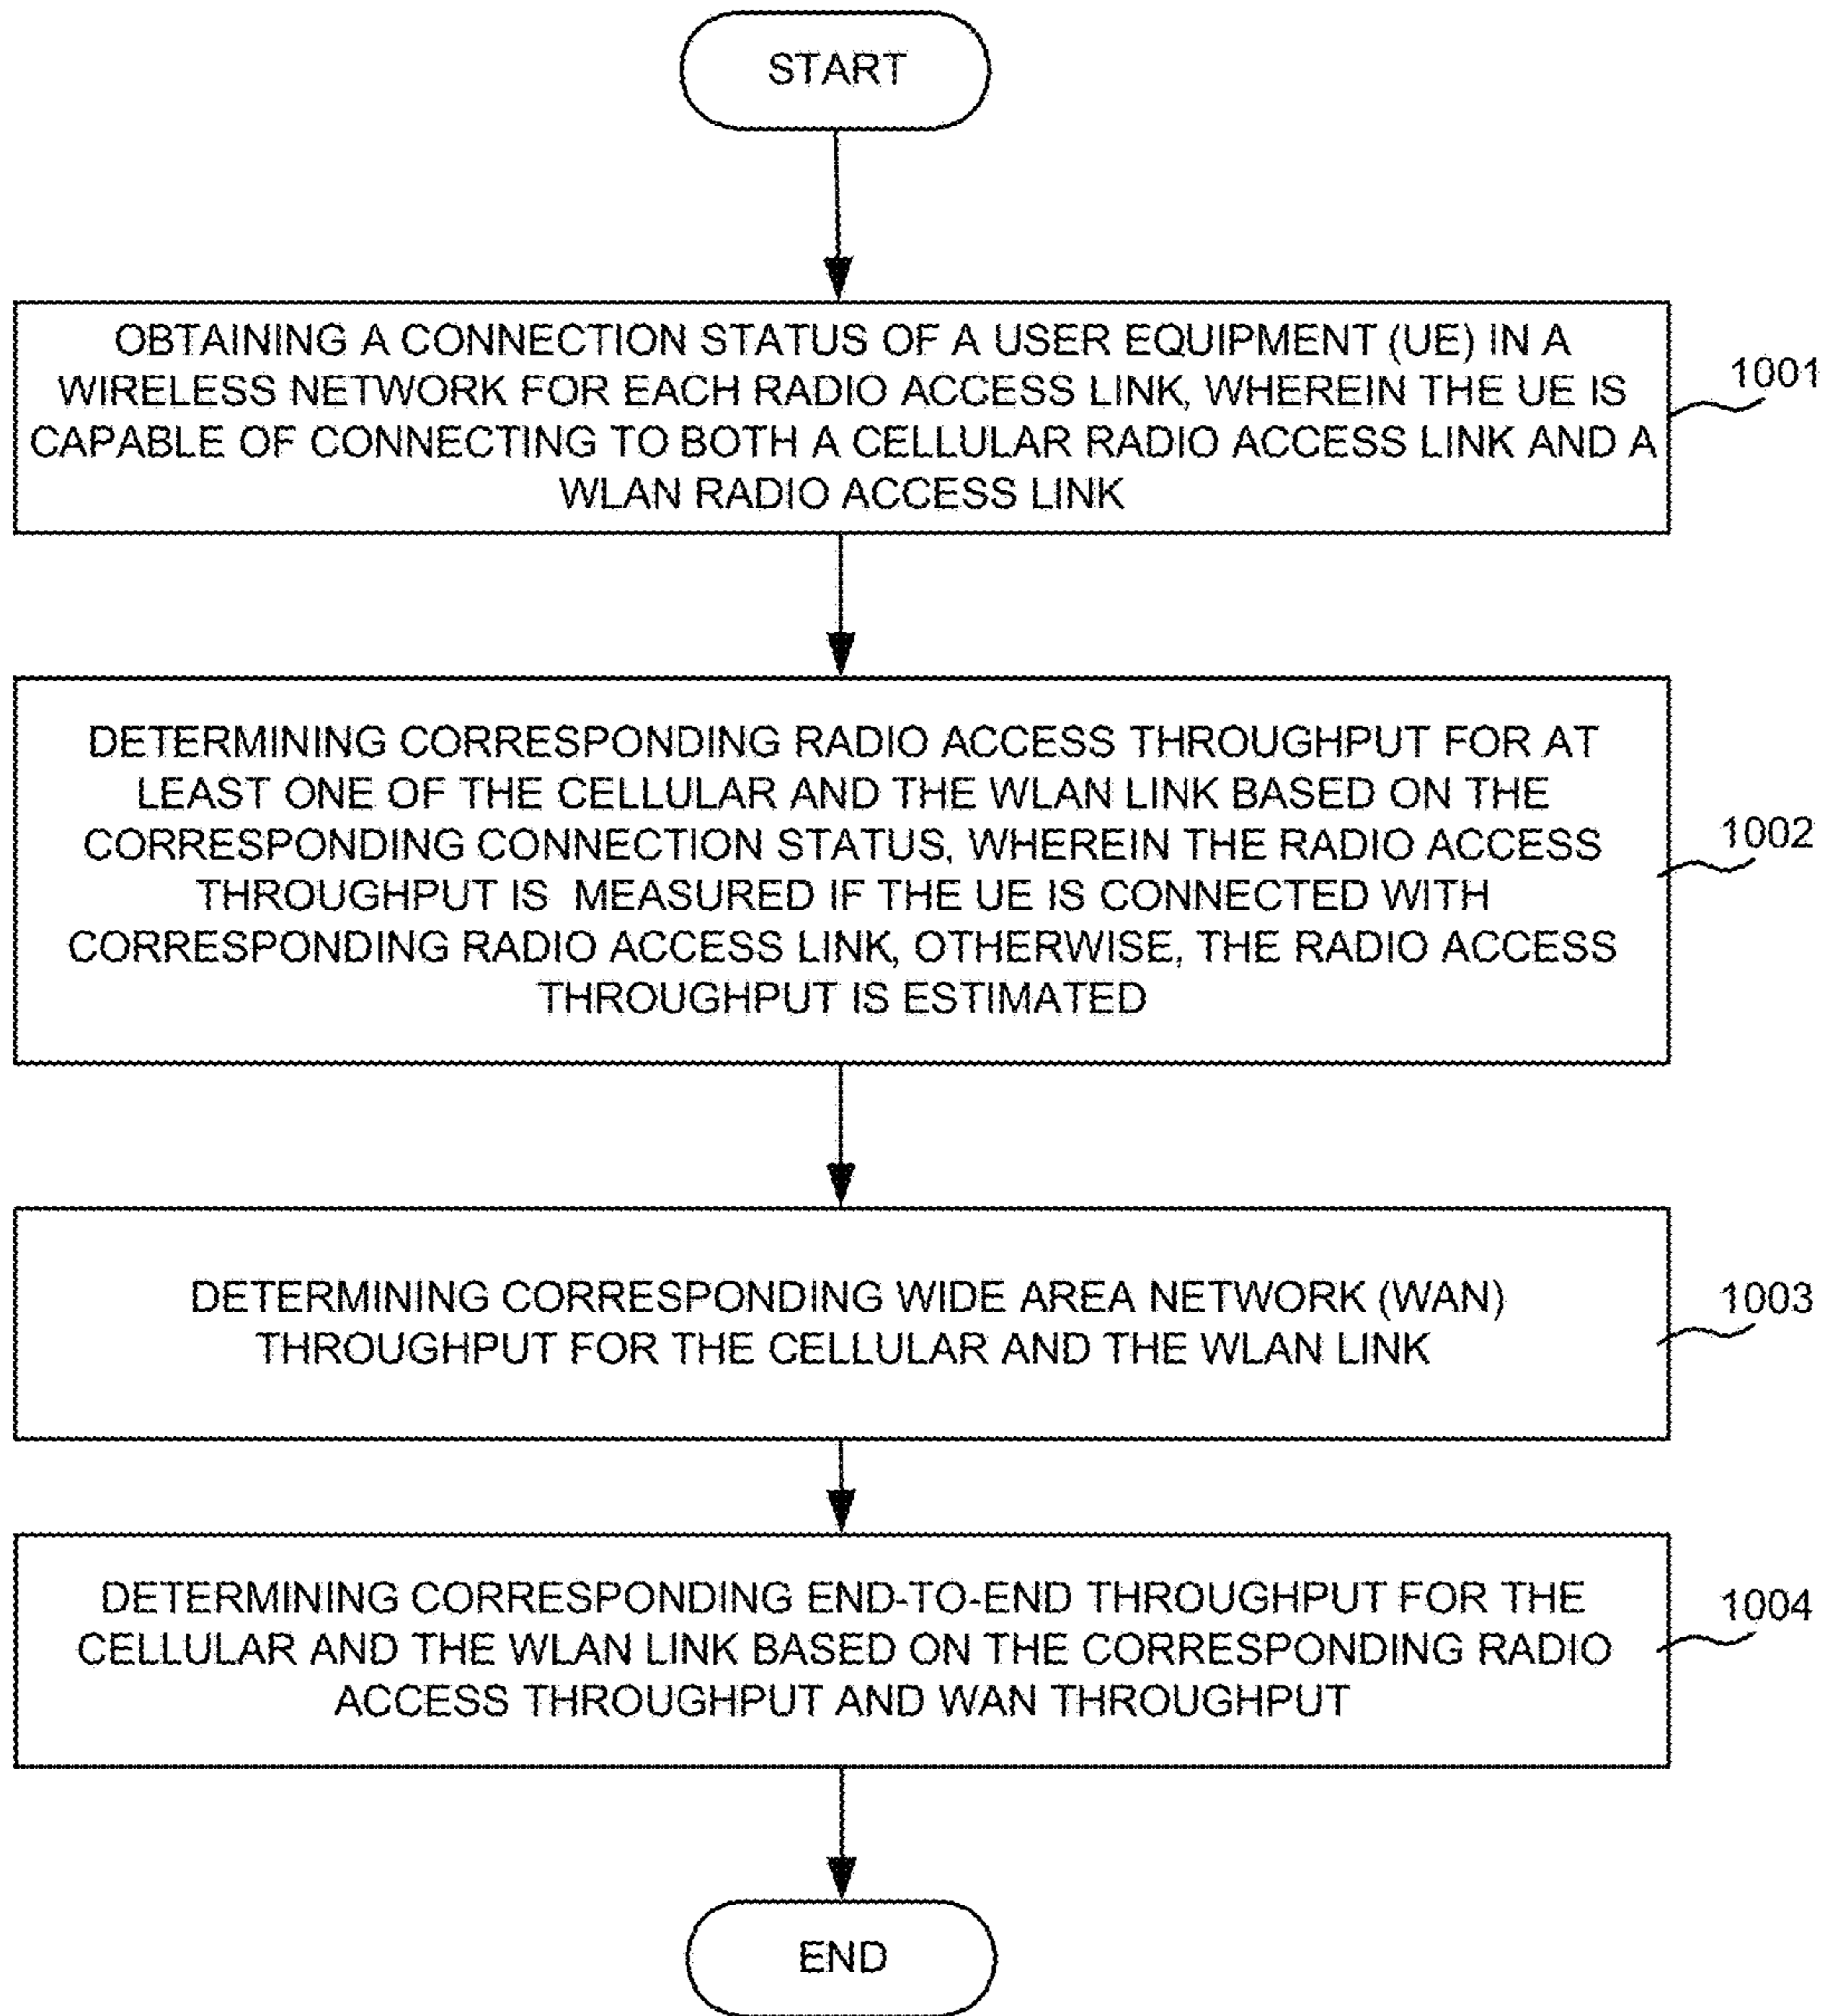 START
OBTAINING A CONNECTION STATUS OF A USER EQUIPMENT (UE) IN A
WIRELESS NETWORK FOR EACH RADIO ACCESS LINK, WHEREIN THE UE IS
CAPABLE OF CONNECTING TO BOTH A CELLULAR RADIO ACCESS LINK AND A
WLAN RADIO ACCESS LINK
1001
DETERMINING CORRESPONDING RADIO ACCESS THROUGHPUT FOR AT
LEAST ONE OF THE CELLULAR AND THE WLAN LINK BASED ON THE
CORRESPONDING CONNECTION STATUS, WHEREIN THE RADIO ACCESS
THROUGHPUT IS MEASURED IF THE UE IS CONNECTED WITH
CORRESPONDING RADIO ACCESS LINK, OTHERWISE, THE RADIO ACCESS
THROUGHPUT IS ESTIMATED
1002
DETERMINING CORRESPONDING WIDE AREA NETWORK (WAN)
THROUGHPUT FOR THE CELLULAR AND THE WLAN LINK
1003
DETERMINING CORRESPONDING END-TO-END THROUGHPUT FOR THE
CELLULAR AND THE WLAN LINK BASED ON THE CORRESPONDING RADIO
ACCESS THROUGHPUT AND WAN THROUGHPUT
1004
END